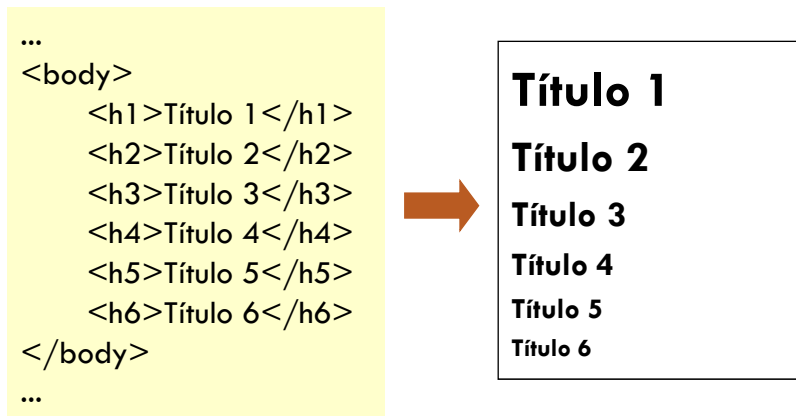 ...
<body>
<h1>Título 1</h1>
<h2>Título 2</h2>
<h3>Título 3</h3>
<h4>Título 4</h4>
<h5>Título 5</h5>
<h6>Título 6</h6>
</body>
...
Título 1
Título 2
Título 3
Título 4
Título 5
Título 6